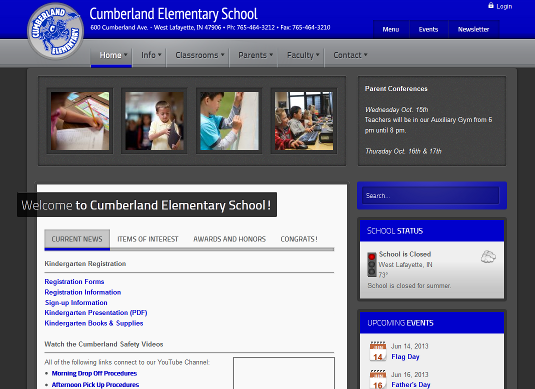 Login
CUMBERLAND
ELEMENTARY
Cumberland Elementary School
600 Cumberland Ave. - West Lafayette, IN 47906 • Ph: 765-464-3212 • Fax: 765-464-3210
Menu Events Newsletter
Home Info Classrooms Parents Faculty Contact
Parent Conferences
Wednesday Oct. 15th
Teachers will be in our Auxiliary Gym from 6
pm until 8 pm.
Thursday Oct. 16th & 17th
Welcome to Cumberland Elementary School!
Search...
CURRENT NEWS ITEMS OF INTEREST AWARDS AND HONORS CONGRATS!
Kindergarten Registration
Registration Forms
Registration Information
Sign-up Information
Kindergarten Presentation (PDF)
Kindergarten Books & Supplies
Watch the Cumberland Safety Videos
All of the following links connect to our YouTube Channel:
Morning Drop Off Procedures
Afternoon Pick Up Procedures
SCHOOL STATUS
School is Closed
West Lafayette, IN
73°
School is closed for summer.
UPCOMING EVENTS
14
Jun 14, 2013
Flag Day
16
Jun 16, 2013
Father's Day